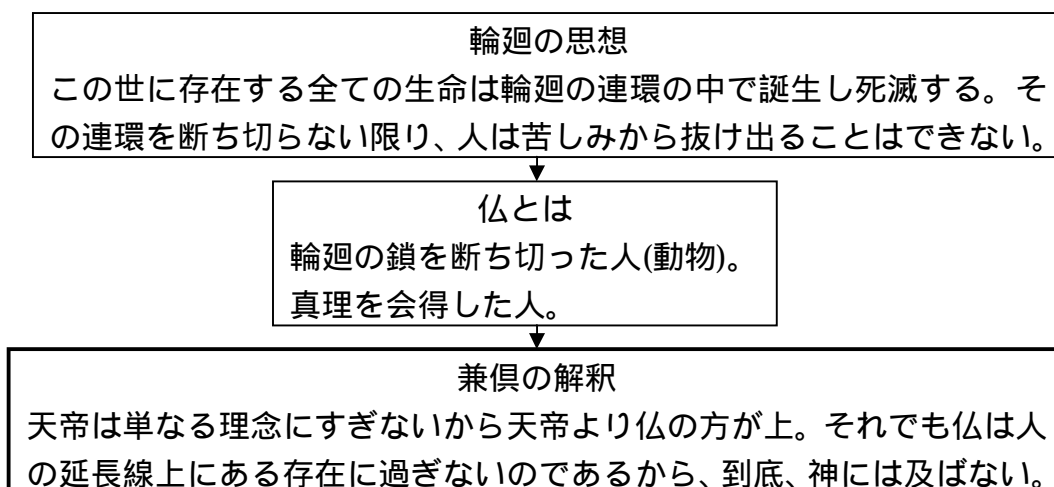 輪廻の思想
この世に存在する全ての生命は輪廻の連環の中で誕生し死滅する。そ
の連環を断ち切らない限り、人は苦しみから抜け出ることはできない。
仏とは
輪廻の鎖を断ち切った人(動物)。
真理を会得した人。
兼倶の解釈
天帝は単なる理念にすぎないから天帝より仏の方が上。それでも仏は人
の延長線上にある存在に過ぎないのであるから、到底、神には及ばない。